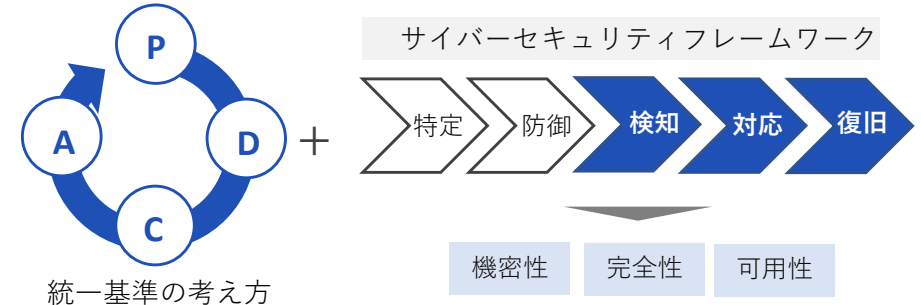 P
D
C
A
統一基準の考え方
+
サイバーセキュリティフレームワーク
特定
防御
検知
対応
復旧
機密性
完全性
可用性